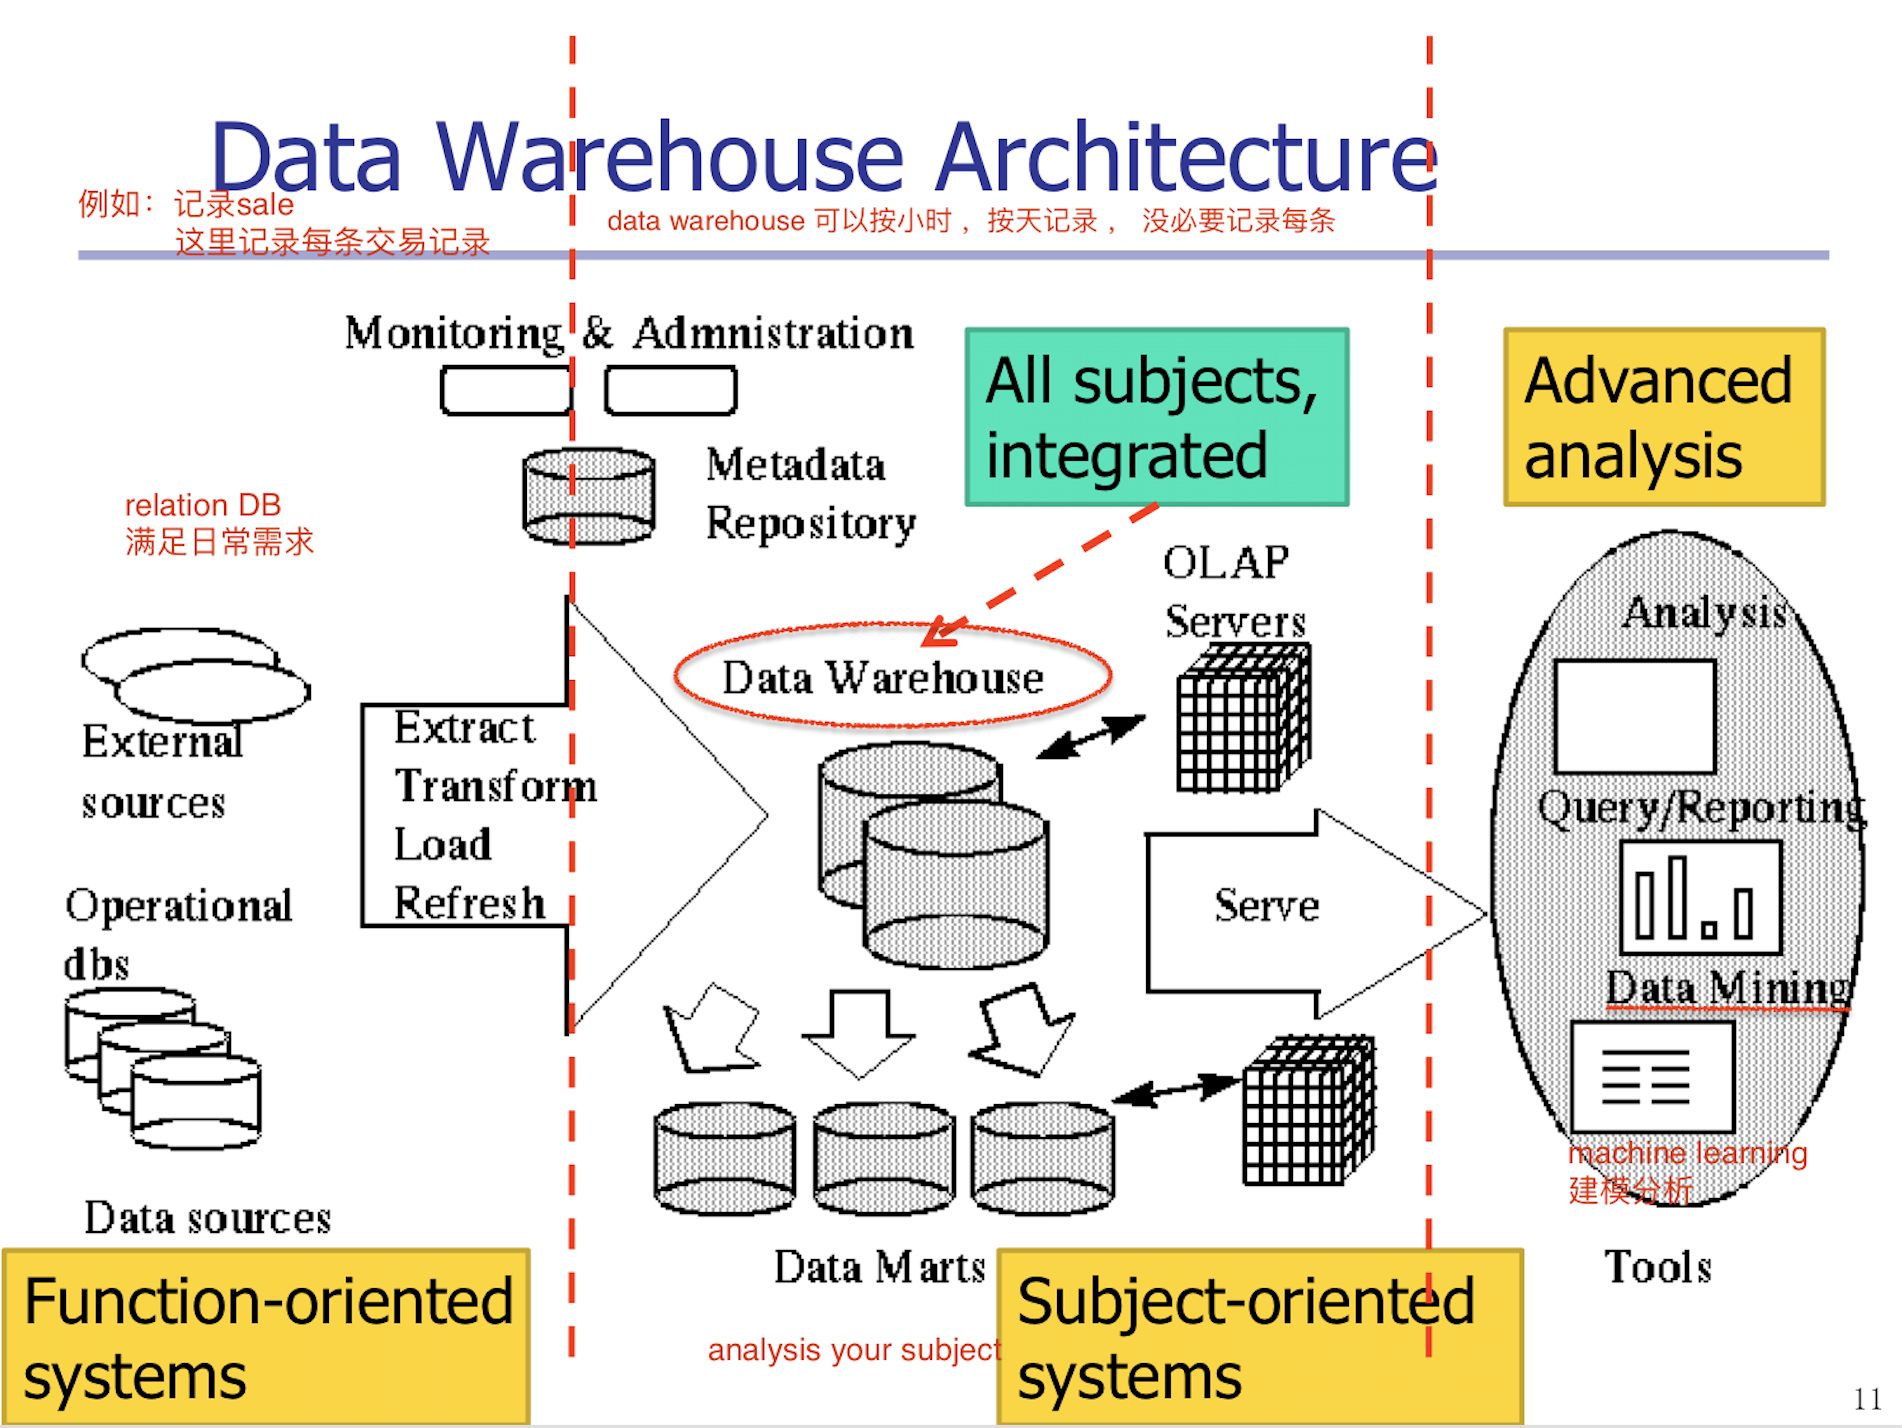 Data Warehouse Architecture
例如：记录sale
这里记录每条交易记录
data warehouse 可以按小时，按天记录， 没必要记录每条
Monitoring & Admnistration
All subjects,
integrated
Advanced
analysis
Metadata
Repository
relation DB
满足日常需求
OLAP
Servers
Data Warehouse
Analysis
External
sources
Extract
Transform
Load
Refresh
Query/Reporting
Operational
dbs
Serve
Data Mining
machine learning
建模分析
Data sources
Data Marts
Tools
Function-oriented
systems
analysis your subject
Subject-oriented
systems
11